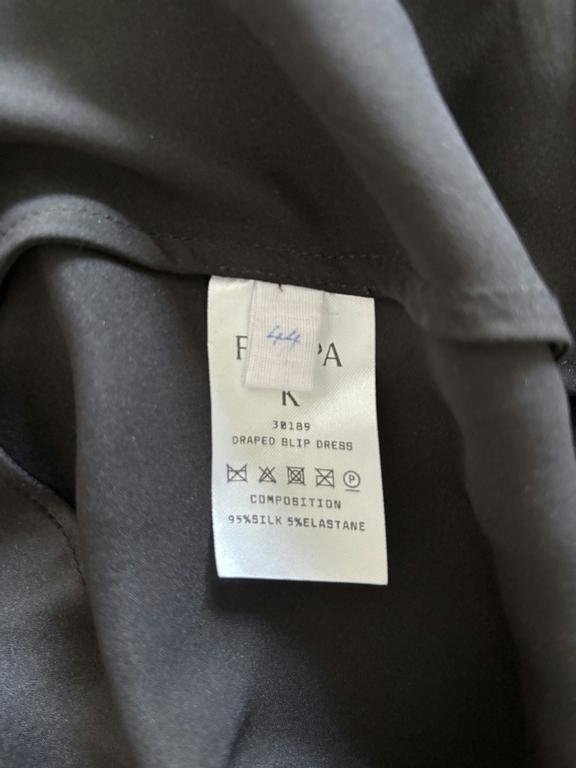 44
F PA
K
30189
DRAPED SLIP DRESS
P
COMPOSITION
95%SILK 5%ELASTANE